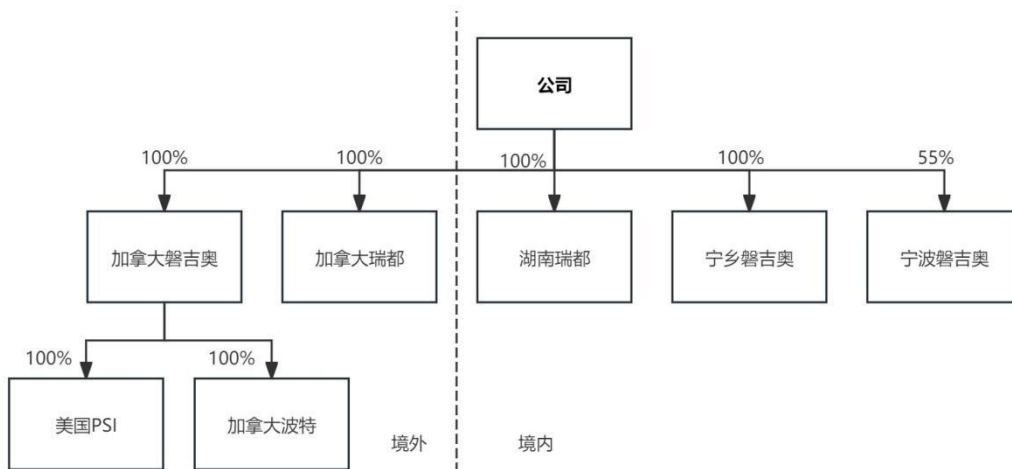 公司
100%
100%
100%
100%
55%
加拿大磐吉奥
加拿大瑞都
湖南瑞都
宁乡磐吉奥
宁波磐吉奥
100%
100%
美国PSI
加拿大波特
境外
境内